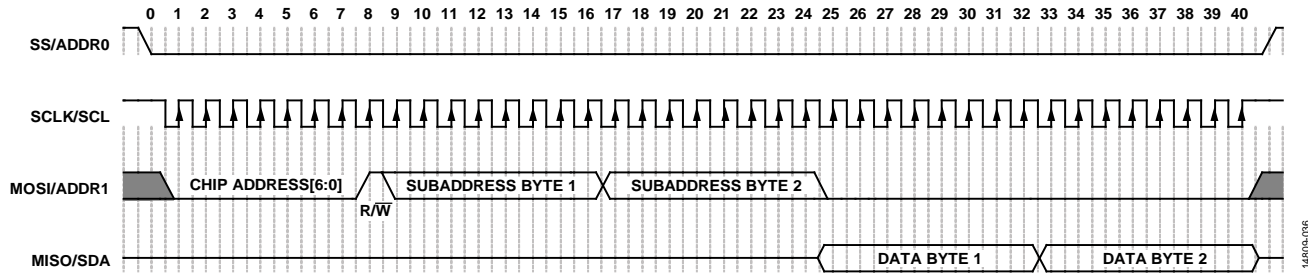 0 1 2 3 4 5 6 7 8 9 10 11 12 13 14 15 16 17 18 19 20 21 22 23 24 25 26 27 28 29 30 31 32 33 34 35 36 37 38 39 40
SS/ADDR0
SCLK/SCL
MOSI/ADDR1 CHIP ADDRESS[6:0] SUBADDRESS BYTE 1 SUBADDRESS BYTE 2
R/W̅
MISO/SDA DATA BYTE 1 DATA BYTE 2
14809-036